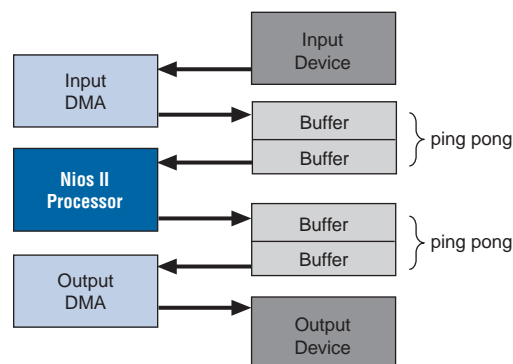 Input
Device
Input
DMA
Buffer
Buffer
ping pong
Nios II
Processor
Buffer
Buffer
ping pong
Output
DMA
Output
Device